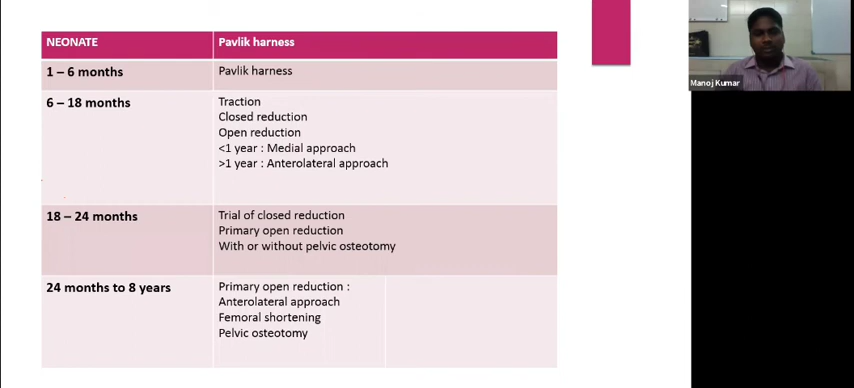 NEONATE Pavlik harness
1 – 6 months Pavlik harness
6 – 18 months Traction
Closed reduction
Open reduction
<1 year : Medial approach
>1 year : Anterolateral approach
18 – 24 months Trial of closed reduction
Primary open reduction
With or without pelvic osteotomy
24 months to 8 years Primary open reduction :
Anterolateral approach
Femoral shortening
Pelvic osteotomy
Manoj Kumar